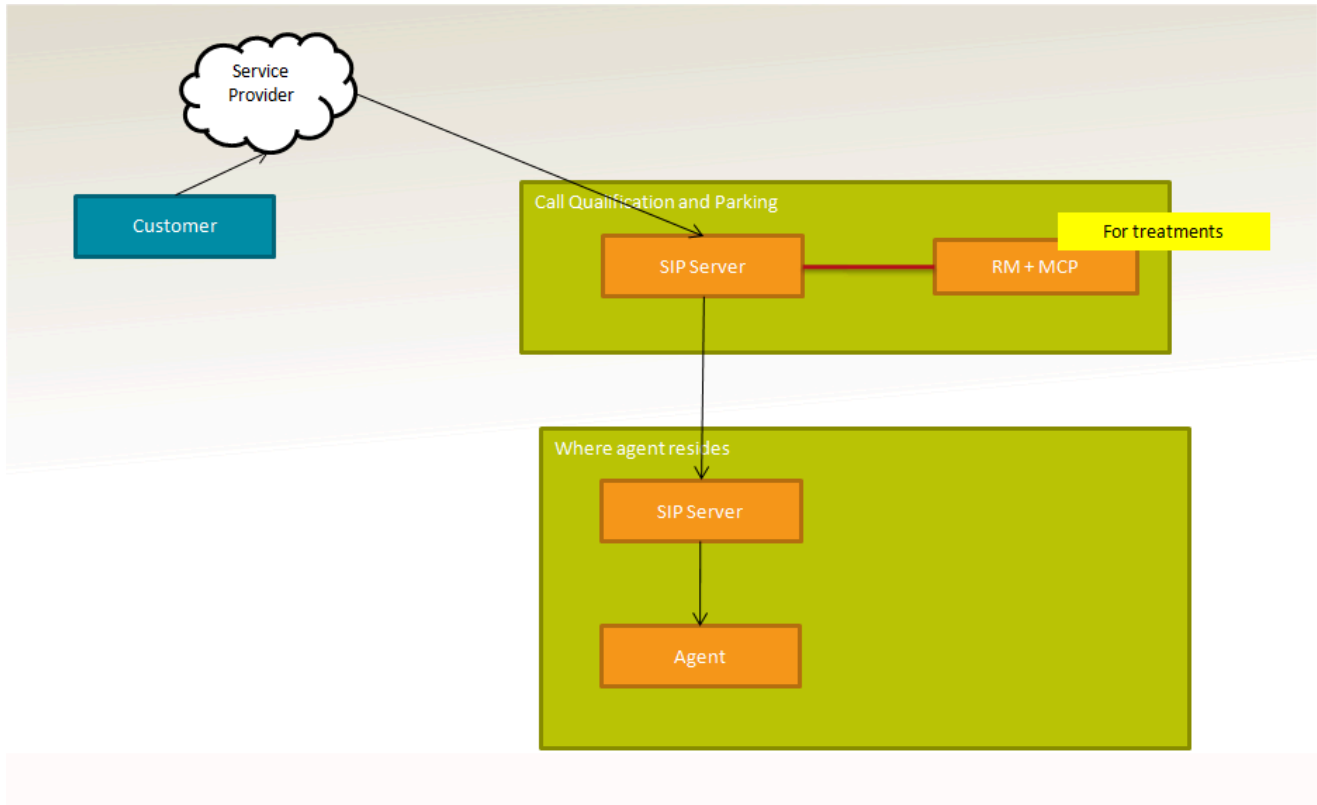 Service
Provider
Customer
Call Qualification and Parking
For treatments
SIP Server
RM + MCP
Where agent resides
SIP Server
Agent